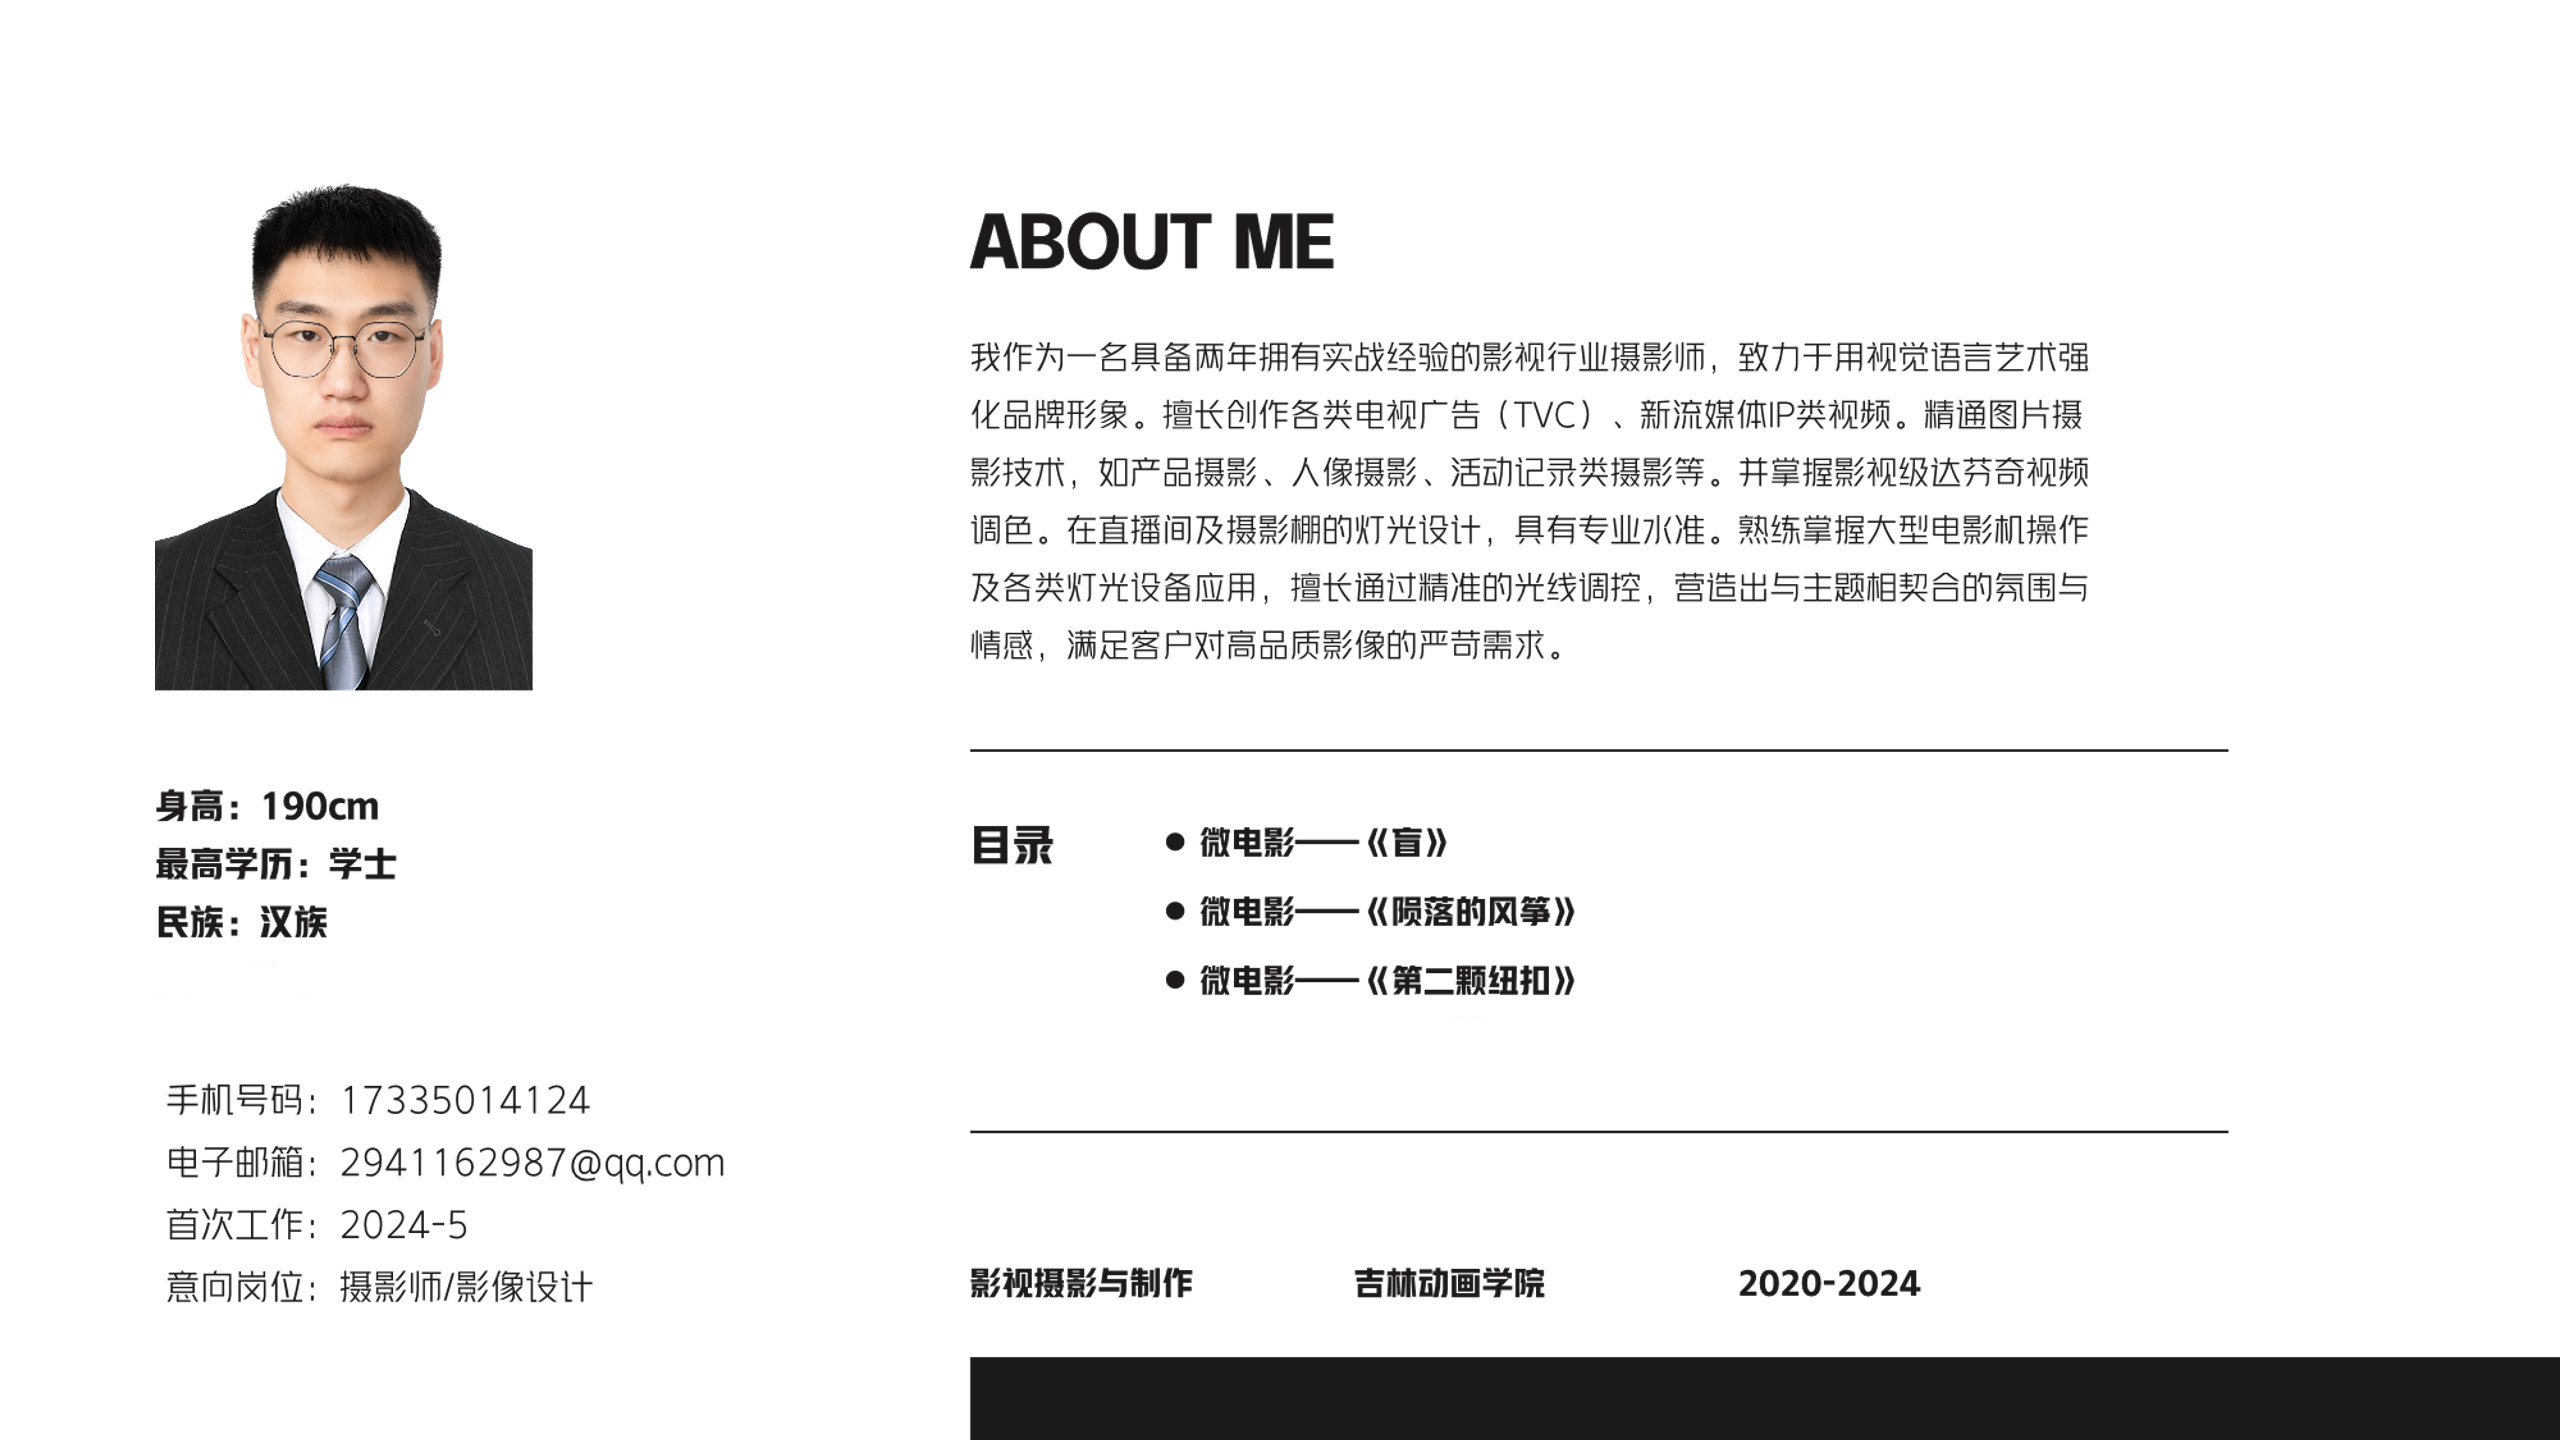 身高：190cm
最高学历：学士
民族：汉族
手机号码：17335014124
电子邮箱：2941162987@qq.com
首次工作：2024-5
意向岗位：摄影师/影像设计
ABOUT ME
我作为一名具备两年拥有实战经验的影视行业摄影师，致力于用视觉语言艺术强
化品牌形象。擅长创作各类电视广告（TVC）、新流媒体IP类视频。精通图片摄
影技术，如产品摄影、人像摄影、活动记录类摄影等。并掌握影视级达芬奇视频
调色。在直播间及摄影棚的灯光设计，具有专业水准。熟练掌握大型电影机操作
及各类灯光设备应用，擅长通过精准的光线调控，营造出与主题相契合的氛围与
情感，满足客户对高品质影像的严苛需求。
目录
● 微电影——《盲》
● 微电影——《陨落的风筝》
● 微电影——《第二颗纽扣》
影视摄影与制作 吉林动画学院 2020-2024